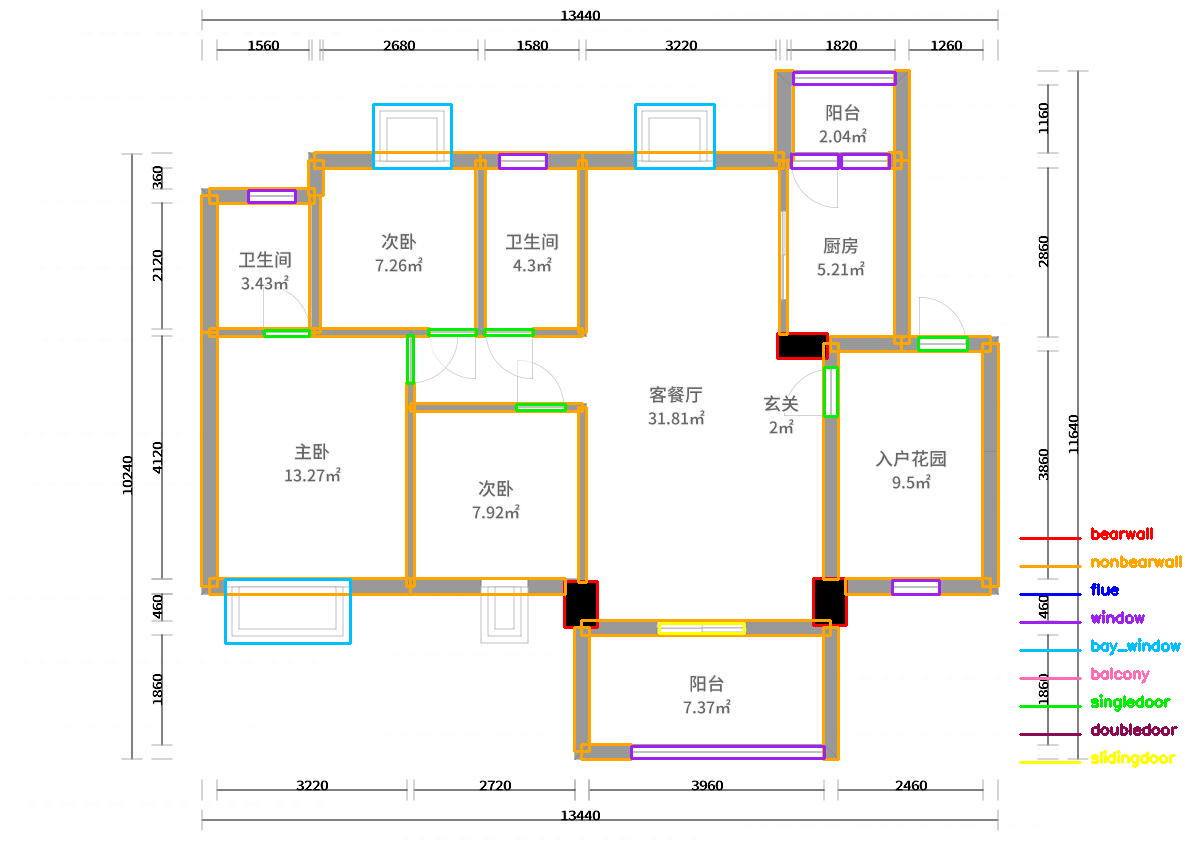 13440
1560
2680
1580
3220
1820
1260
阳台
2.04㎡
1160
360
次卧
7.26㎡
卫生间
4.3㎡
厨房
5.21㎡
卫生间
3.43㎡
2120
2860
客餐厅
31.81㎡
玄关
2㎡
主卧
13.27㎡
次卧
7.92㎡
入户花园
9.5㎡
10240
4120
3860
11640
bearwall
nonbearwall
flue
window
bay_window
balcony
singledoor
doubledoor
slidingdoor
460
460
阳台
7.37㎡
1860
1860
3220
2720
3960
2460
13440